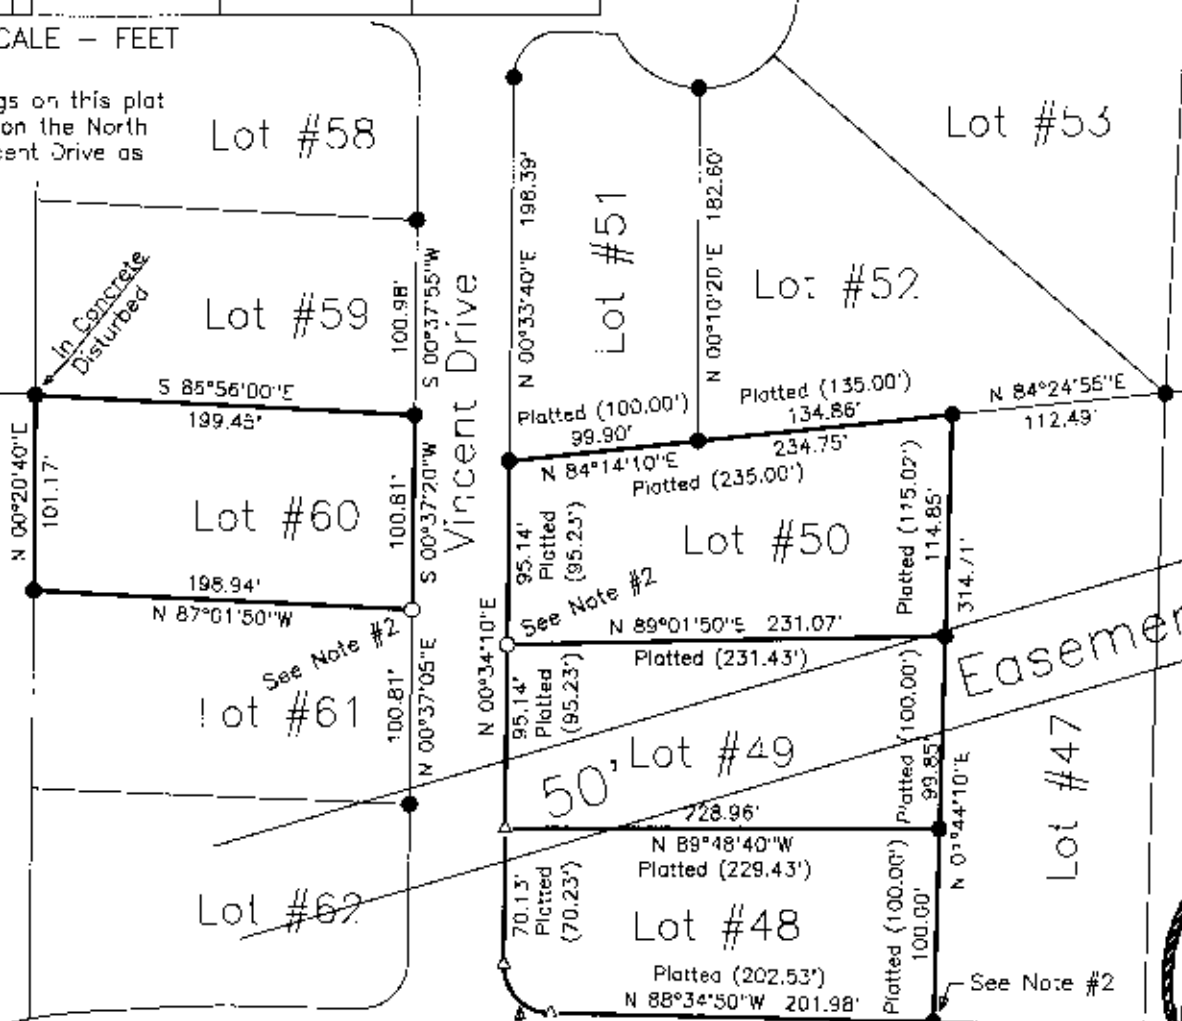 CALE – FEET
gs on this plat
on the North
cent Drive as
Lot #58
Lot #53
Lot #51
N 00°33'40"E 198.39'
N 00°10'20"E 182.60'
Lot #52
In Concrete
Disturbed
Lot #59
100.98'
S 00°37'55"W
Vincent Drive
S 85°56'00"E
199.45'
Platted (100.00')
99.90'
Platted (135.00')
134.86'
N 84°24'56"E
112.49'
N 84°14'10"E
234.75'
Platted (235.00')
N 00°20'40"E
101.17'
Lot #60
100.81'
S 00°37'20"W
198.94'
N 87°01'50"W
See Note #2
95.14'
Platted
(95.23')
Lot #50
Platted (115.02')
114.85'
314.71'
See Note #2
N 89°01'50"E 231.07'
Platted (231.43')
N 00°34'10"E
Lot #61
100.81'
N 00°37'05"E
95.14'
Platted
(95.23')
50'
Lot #49
Platted (100.00')
99.85'
Easemen
Lot #47
228.96'
N 89°48'40"W
Platted (229.43')
44'10"E
Lot #62
70.13'
Platted
(70.23')
Lot #48
Platted (100.00')
100.00'
Platted (202.53')
N 88°34'50"W 201.98'
See Note #2